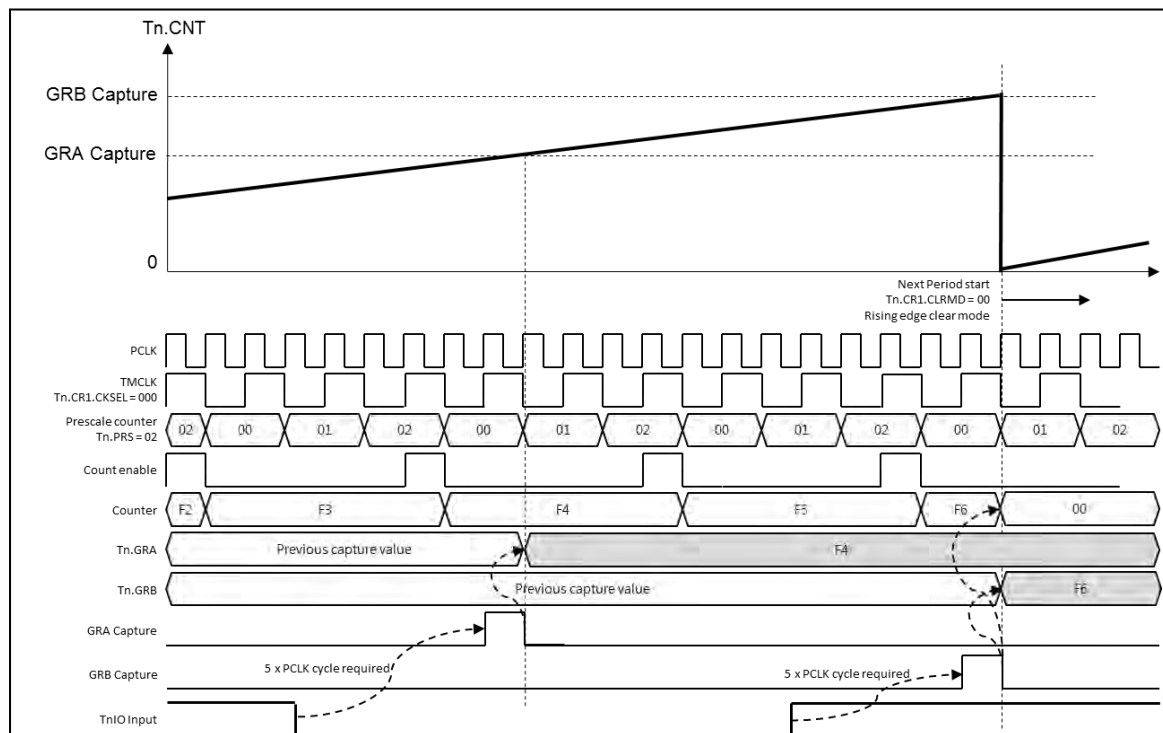 Tn.CNT
GRB Capture
GRA Capture
0
Next Period start
Tn.CR1.CLRMD = 00
Rising edge clear mode
PCLK
TMCLK
Tn.CR1.CKSEL = 000
Prescale counter
Tn.PRS = 02
02 00 01 02 00 01 02 00 01 02 00 01 02
Count enable
Counter F2 F3 F4 F5 F6 00
Tn.GRA Previous capture value F4
Tn.GRB Previous capture value F6
GRA Capture
5 x PCLK cycle required
GRB Capture
5 x PCLK cycle required
TnIO Input